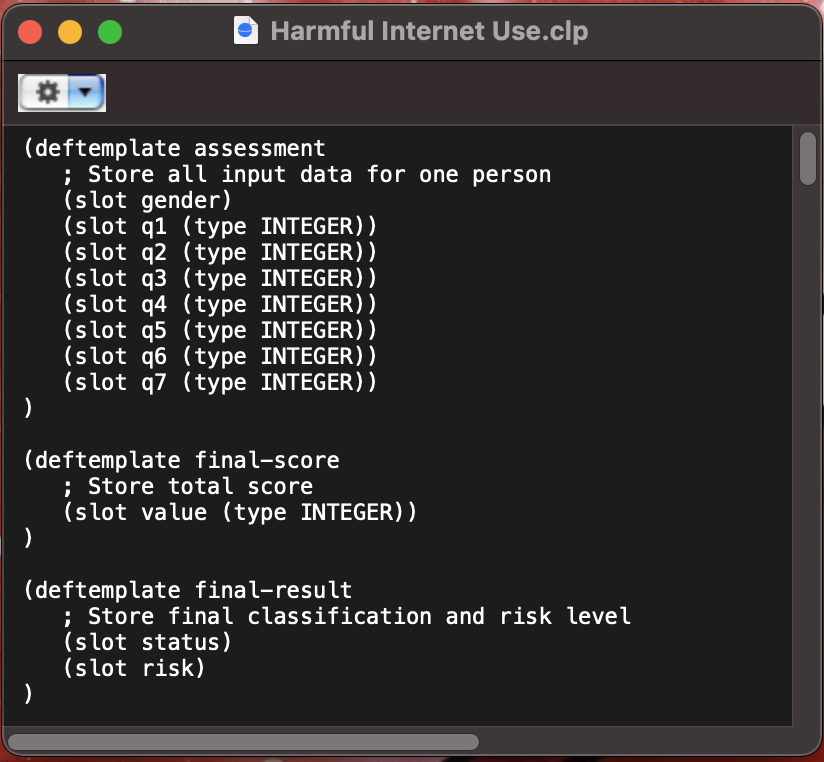 Harmful Internet Use.clp
(deftemplate assessment
   ; Store all input data for one person
   (slot gender)
   (slot q1 (type INTEGER))
   (slot q2 (type INTEGER))
   (slot q3 (type INTEGER))
   (slot q4 (type INTEGER))
   (slot q5 (type INTEGER))
   (slot q6 (type INTEGER))
   (slot q7 (type INTEGER))
)
(deftemplate final-score
   ; Store total score
   (slot value (type INTEGER))
)
(deftemplate final-result
   ; Store final classification and risk level
   (slot status)
   (slot risk)
)